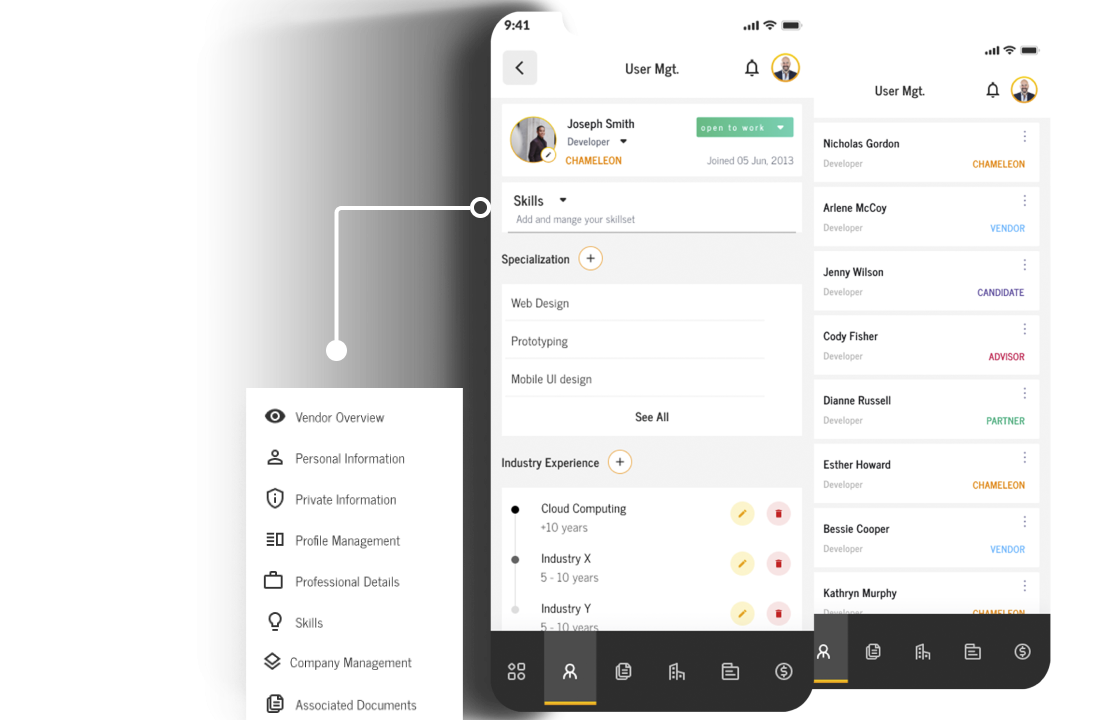 9:41
User Mgt.
Joseph Smith
open to work
Developer
CHAMELEON
Joined 05 Jun, 2013
Skills
Add and mange your skillset
Specialization
Web Design
Prototyping
Mobile UI design
See All
Industry Experience
Cloud Computing
+10 years
Industry X
5 - 10 years
Industry Y
5 - 10 years
Vendor Overview
Personal Information
Private Information
Profile Management
Professional Details
Skills
Company Management
Associated Documents
User Mgt.
Nicholas Gordon
Developer CHAMELEON
Arlene McCoy
Developer VENDOR
Jenny Wilson
Developer CANDIDATE
Cody Fisher
Developer ADVISOR
Dianne Russell
Developer PARTNER
Esther Howard
Developer CHAMELEON
Bessie Cooper
Developer VENDOR
Kathryn Murphy
Developer CHAMELEON